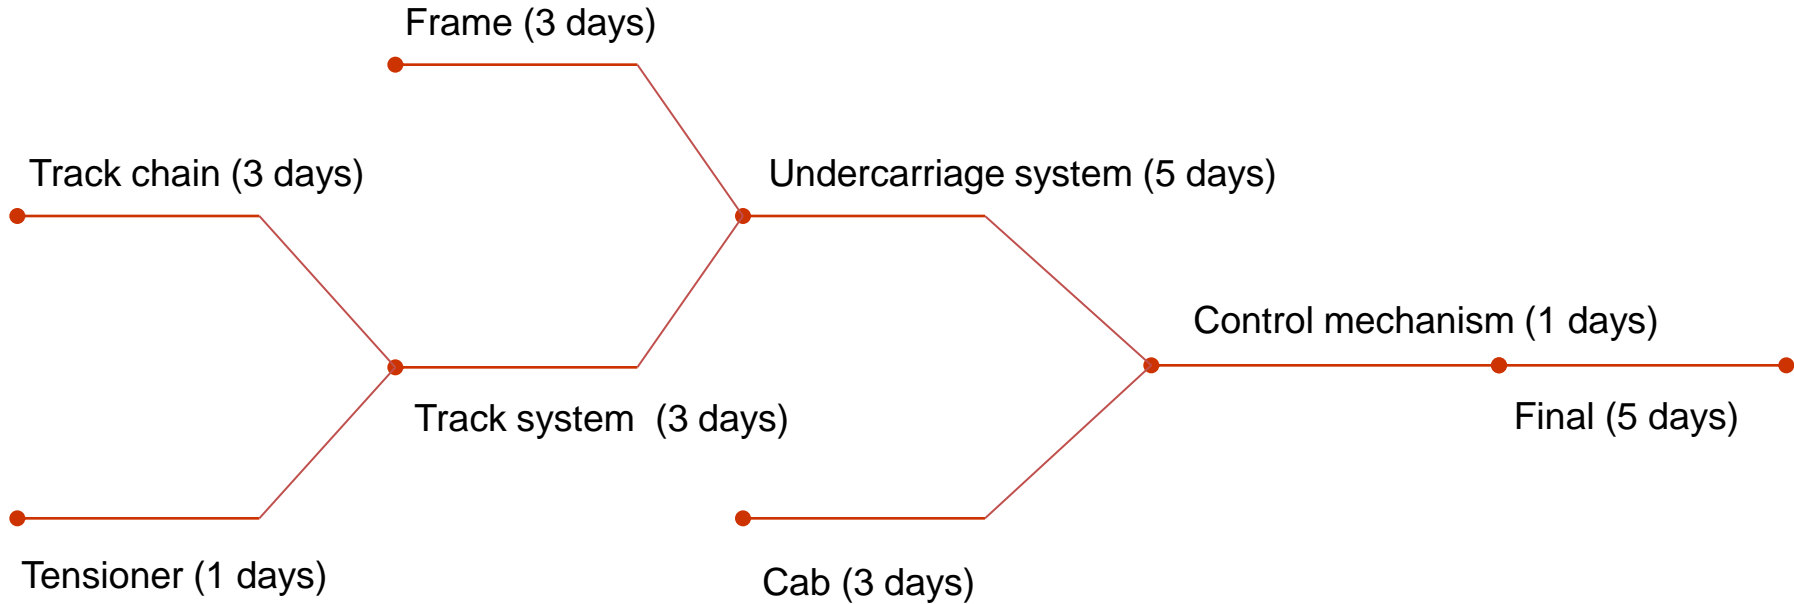 Frame (3 days)
Track chain (3 days)
Undercarriage system (5 days)
Control mechanism (1 days)
Track system  (3 days)
Final (5 days)
Tensioner (1 days)
Cab (3 days)